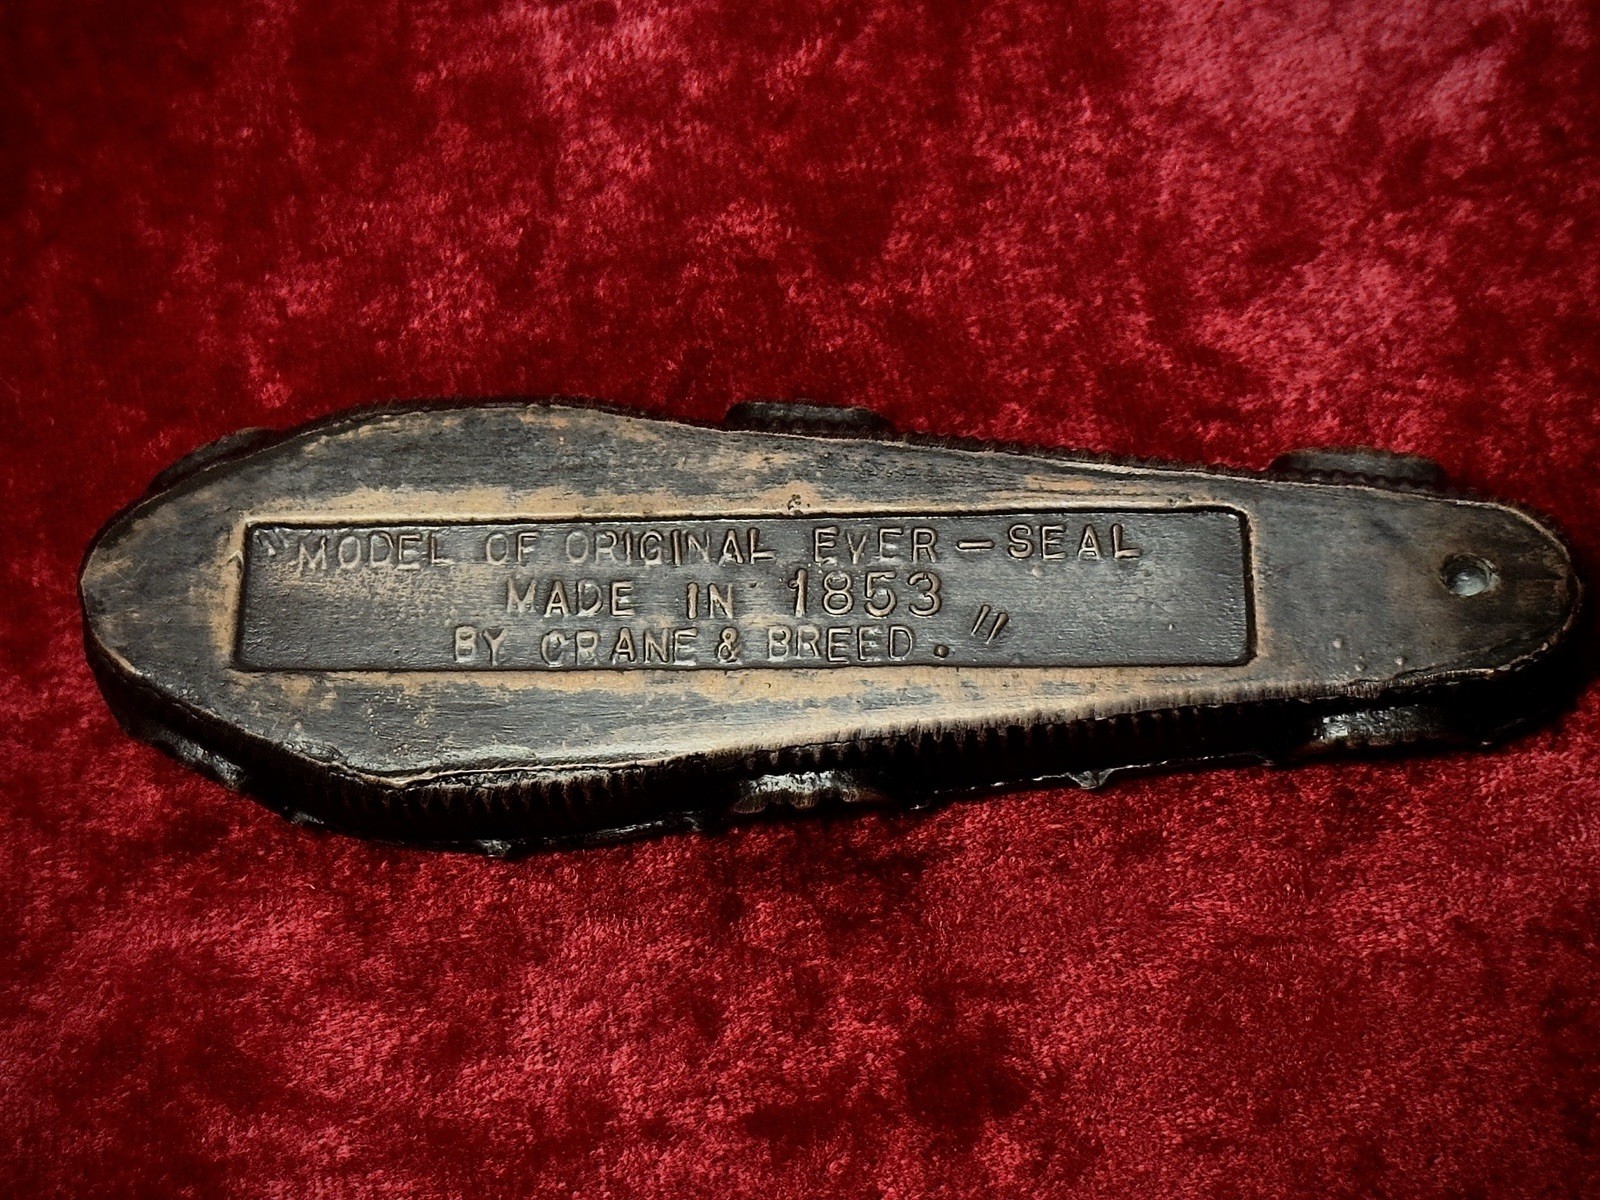 "MODEL OF ORIGINAL EVER-SEAL
MADE IN 1853
BY CRANE & BREED."